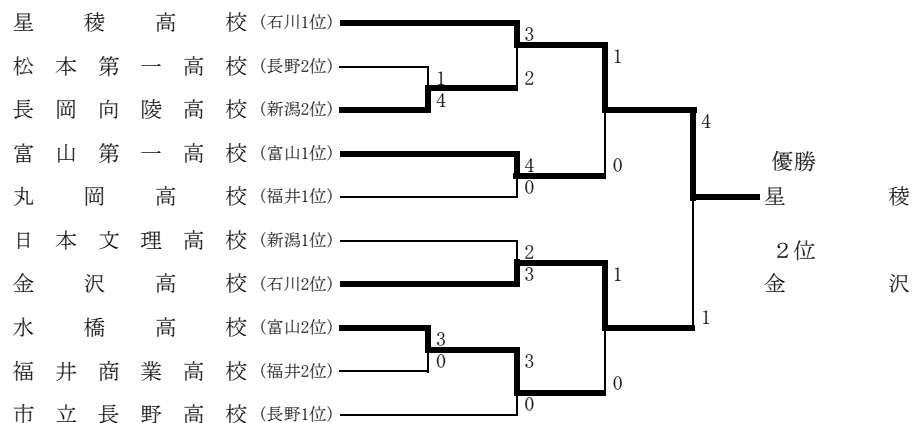 星稜高校 (石川1位)
3
1
松本第一高校 (長野2位)
1
2
長岡向陵高校 (新潟2位)
4
4
富山第一高校 (富山1位)
4
0
優勝
丸岡高校 (福井1位)
0
星稜
日本文理高校 (新潟1位)
2
2位
金沢高校 (石川2位)
3
1
金沢
水橋高校 (富山2位)
3
1
福井商業高校 (福井2位)
0
3
0
市立長野高校 (長野1位)
0